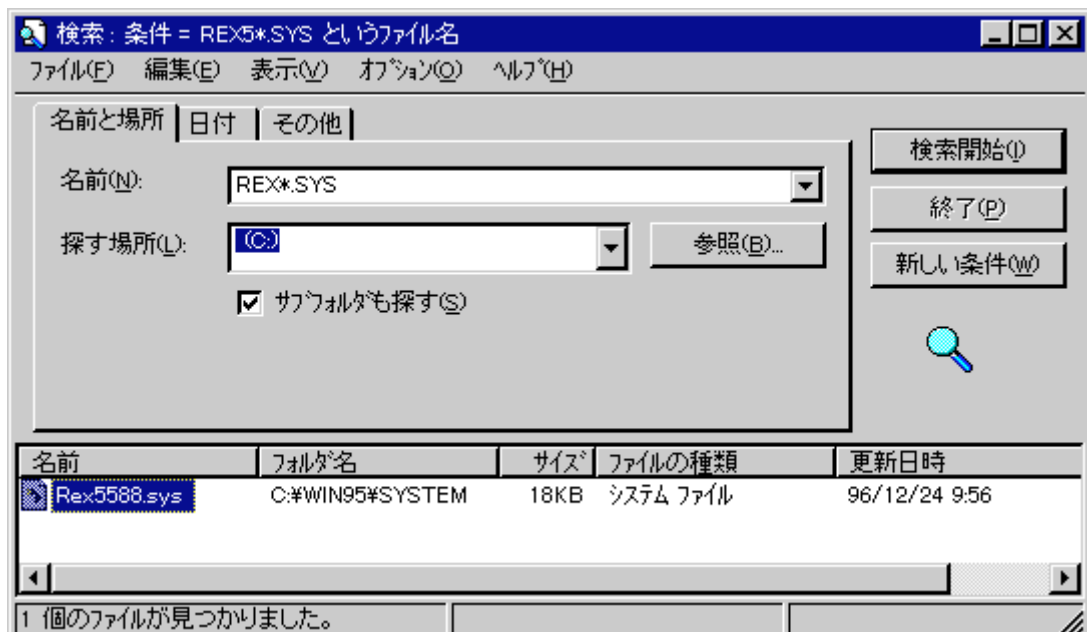 検索 : 条件 = REX5*.SYS というファイル名
ﾌｧｲﾙ(F) 編集(E) 表示(V) ｵﾌﾟｼｮﾝ(O) ﾍﾙﾌﾟ(H)
名前と場所 日付 その他
検索開始(I)
名前(N): REX*.SYS
終了(P)
探す場所(L): (C:) 参照(B)...
新しい条件(W)
ｻﾌﾞﾌｫﾙﾀﾞも探す(S)
名前 ﾌｫﾙﾀﾞ名 ｻｲｽﾞ ﾌｧｲﾙの種類 更新日時
Rex5588.sys C:¥WIN95¥SYSTEM 18KB ｼｽﾃﾑ ﾌｧｲﾙ 96/12/24 9:56
1 個のﾌｧｲﾙが見つかりました。